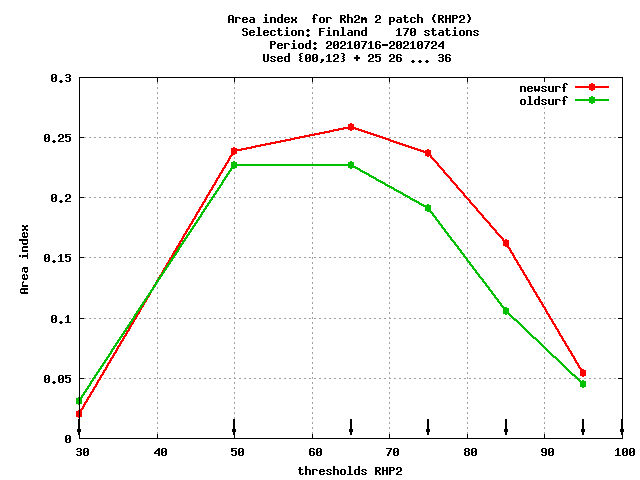 Area index  for Rh2m 2 patch (RHP2)
Selection: Finland    170 stations
Period: 20210716-20210724
Used {00,12} + 25 26 ... 36
newsurf
oldsurf
0.3
0.25
0.2
0.15
0.1
0.05
0
Area index
30 40 50 60 70 80 90 100
thresholds RHP2